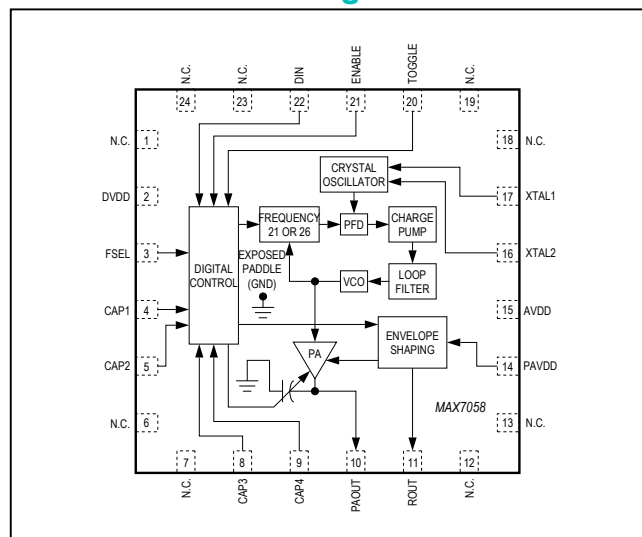 N.C.
N.C.
DIN
ENABLE
TOGGLE
N.C.
24
23
22
21
20
19
N.C. 1
18 N.C.
DVDD 2
17 XTAL1
FSEL 3
16 XTAL2
CAP1 4
15 AVDD
CAP2 5
14 PAVDD
N.C. 6
13 N.C.
CRYSTAL
OSCILLATOR
FREQUENCY
21 OR 26
PFD
CHARGE
PUMP
DIGITAL
CONTROL
EXPOSED
PADDLE
(GND)
VCO
LOOP
FILTER
PA
ENVELOPE
SHAPING
MAX7058
7
8
9
10
11
12
N.C.
CAP3
CAP4
PAOUT
ROUT
N.C.